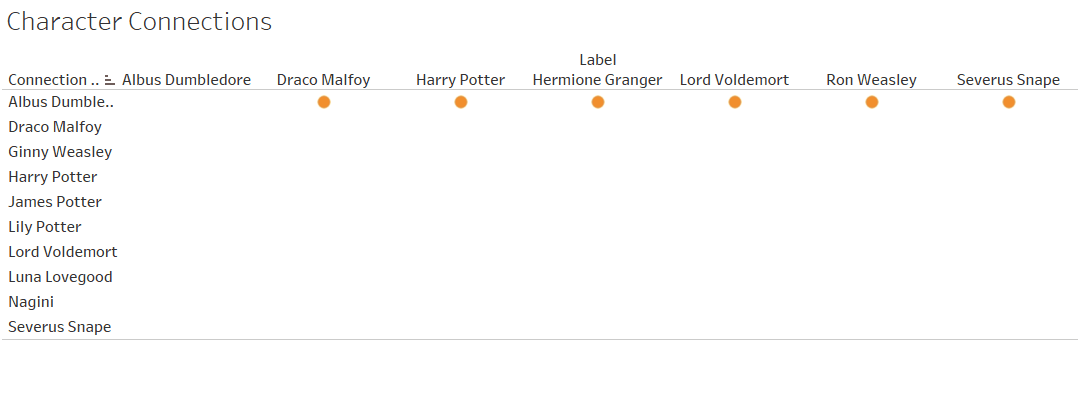 Character Connections
Label
Connection .. Albus Dumbledore Draco Malfoy Harry Potter Hermione Granger Lord Voldemort Ron Weasley Severus Snape
Albus Dumble..
Draco Malfoy
Ginny Weasley
Harry Potter
James Potter
Lily Potter
Lord Voldemort
Luna Lovegood
Nagini
Severus Snape